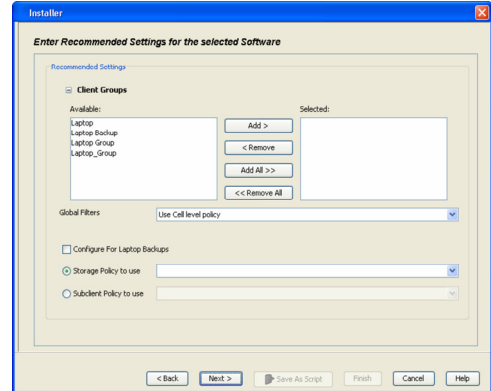 Installer
Enter Recommended Settings for the selected Software
Recommended Settings
Client Groups
Available:
Selected:
Laptop
Laptop Backup
Laptop Group
Laptop_Group
Add >
< Remove
Add All >>
<< Remove All
Global Filters
Use Cell level policy
Configure For Laptop Backups
Storage Policy to use
Subclient Policy to use
< Back
Next >
Save As Script
Finish
Cancel
Help